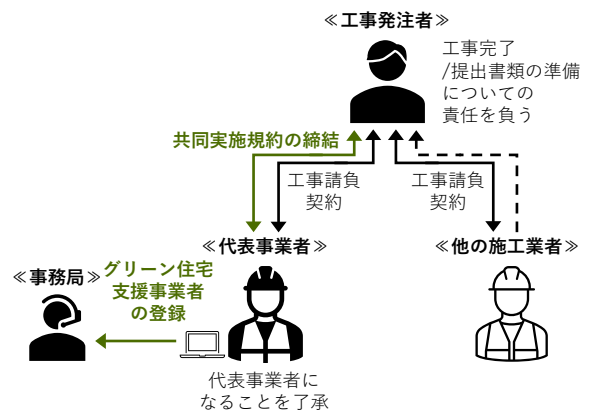 ≪工事発注者≫
工事完了
/提出書類の準備
についての
責任を負う
共同実施規約の締結
工事請負
契約
工事請負
契約
≪代表事業者≫
≪他の施工業者≫
≪事務局≫
グリーン住宅
支援事業者
の登録
代表事業者に
なることを了承